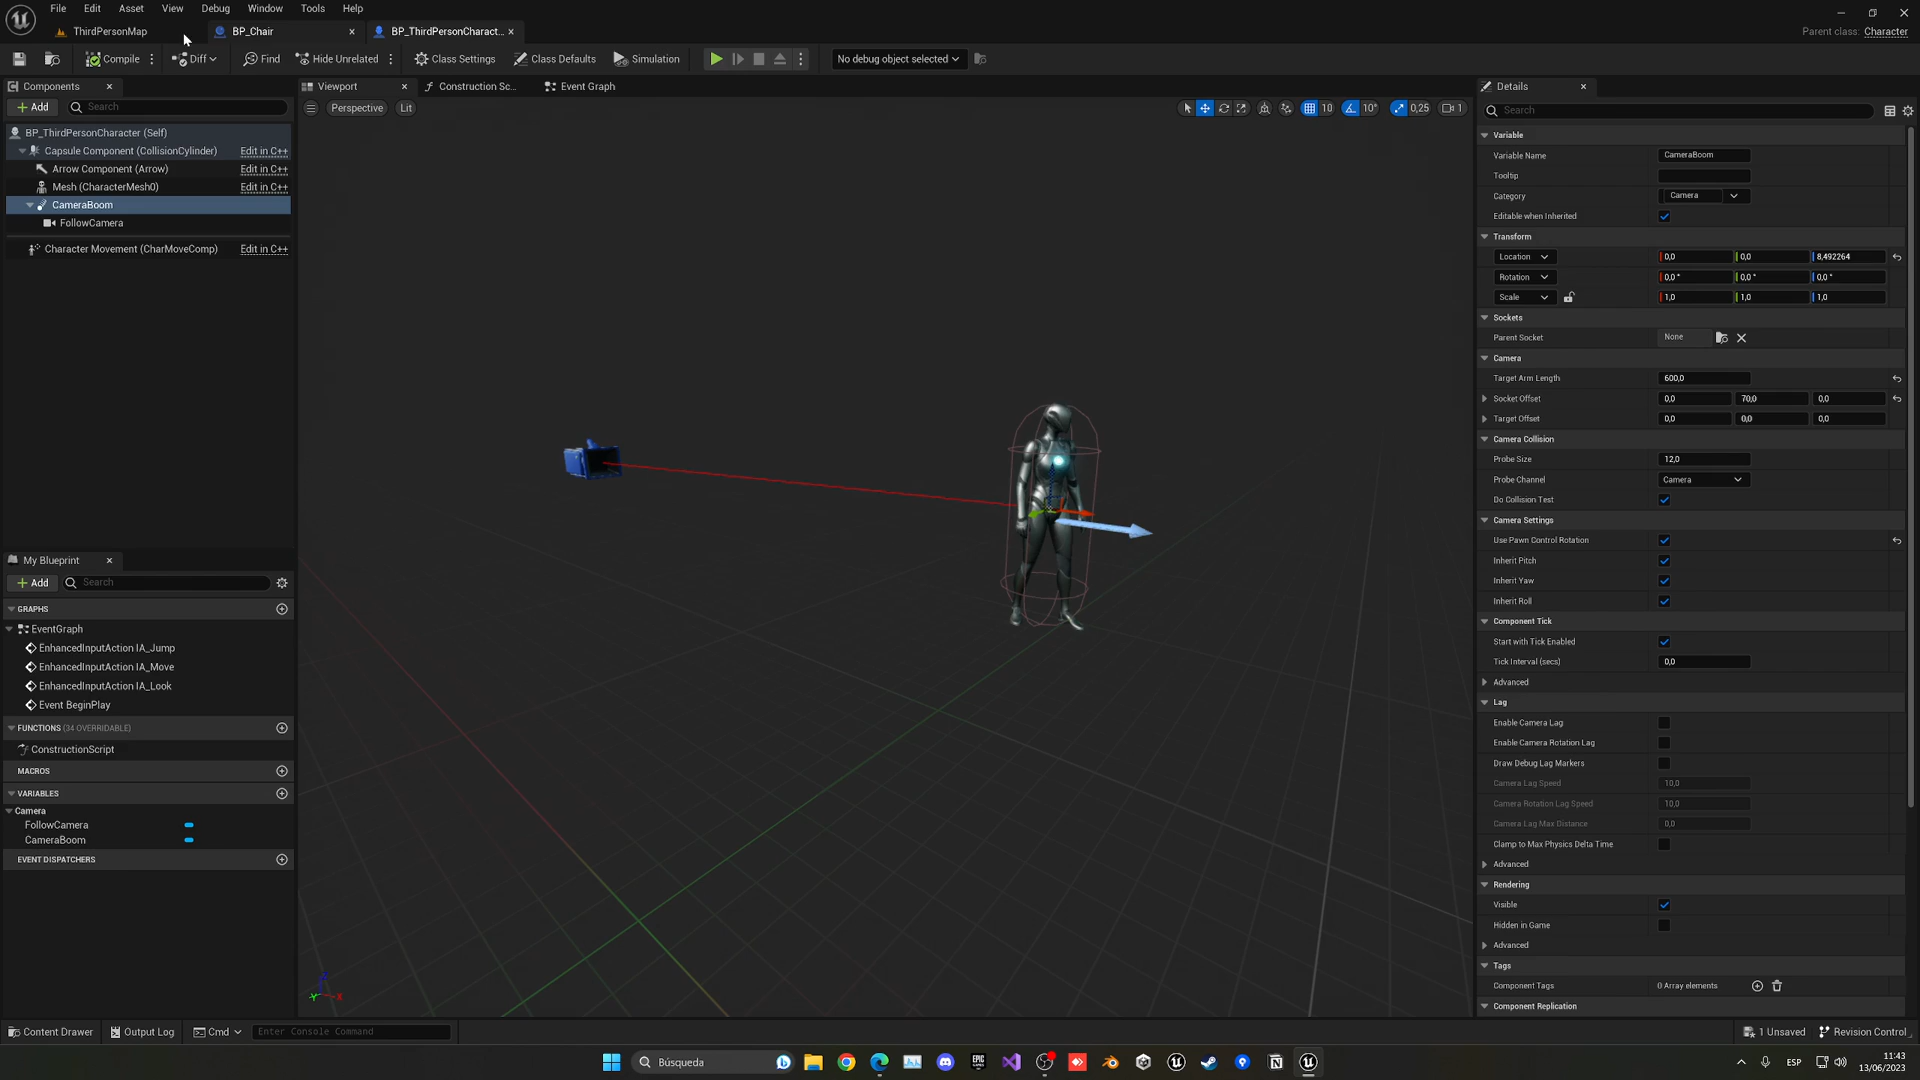 File Edit Asset View Debug Window Tools Help
ThirdPersonMap BP_Chair BP_ThirdPersonCharact... Parent class: Character
Compile Diff Find Hide Unrelated Class Settings Class Defaults Simulation No debug object selected
Components Viewport Construction Sc... Event Graph Details
Add Search Perspective Lit 10 10° 0,25 1 Search
BP_ThirdPersonCharacter (Self)
Capsule Component (CollisionCylinder) Edit in C++
Arrow Component (Arrow) Edit in C++
Mesh (CharacterMesh0) Edit in C++
CameraBoom
FollowCamera
Character Movement (CharMoveComp) Edit in C++
My Blueprint
Add Search
GRAPHS
EventGraph
EnhancedInputAction IA_Jump
EnhancedInputAction IA_Move
EnhancedInputAction IA_Look
Event BeginPlay
FUNCTIONS (34 OVERRIDABLE)
ConstructionScript
MACROS
VARIABLES
Camera
FollowCamera
CameraBoom
EVENT DISPATCHERS
Z
Y X
Variable
Variable Name CameraBoom
Tooltip
Category Camera
Editable when Inherited
Transform
Location 0,0 0,0 8,492264
Rotation 0,0 ° 0,0 ° 0,0 °
Scale 1,0 1,0 1,0
Sockets
Parent Socket None
Camera
Target Arm Length 600,0
Socket Offset 0,0 70,0 0,0
Target Offset 0,0 0,0 0,0
Camera Collision
Probe Size 12,0
Probe Channel Camera
Do Collision Test
Camera Settings
Use Pawn Control Rotation
Inherit Pitch
Inherit Yaw
Inherit Roll
Component Tick
Start with Tick Enabled
Tick Interval (secs) 0,0
Advanced
Lag
Enable Camera Lag
Enable Camera Rotation Lag
Draw Debug Lag Markers
Camera Lag Speed 10,0
Camera Rotation Lag Speed 10,0
Camera Lag Max Distance 0,0
Clamp to Max Physics Delta Time
Advanced
Rendering
Visible
Hidden in Game
Advanced
Tags
Component Tags 0 Array elements
Component Replication
Content Drawer Output Log Cmd Enter Console Command 1 Unsaved Revision Control
Búsqueda EPIC GAMES ESP 11:43
13/06/2023